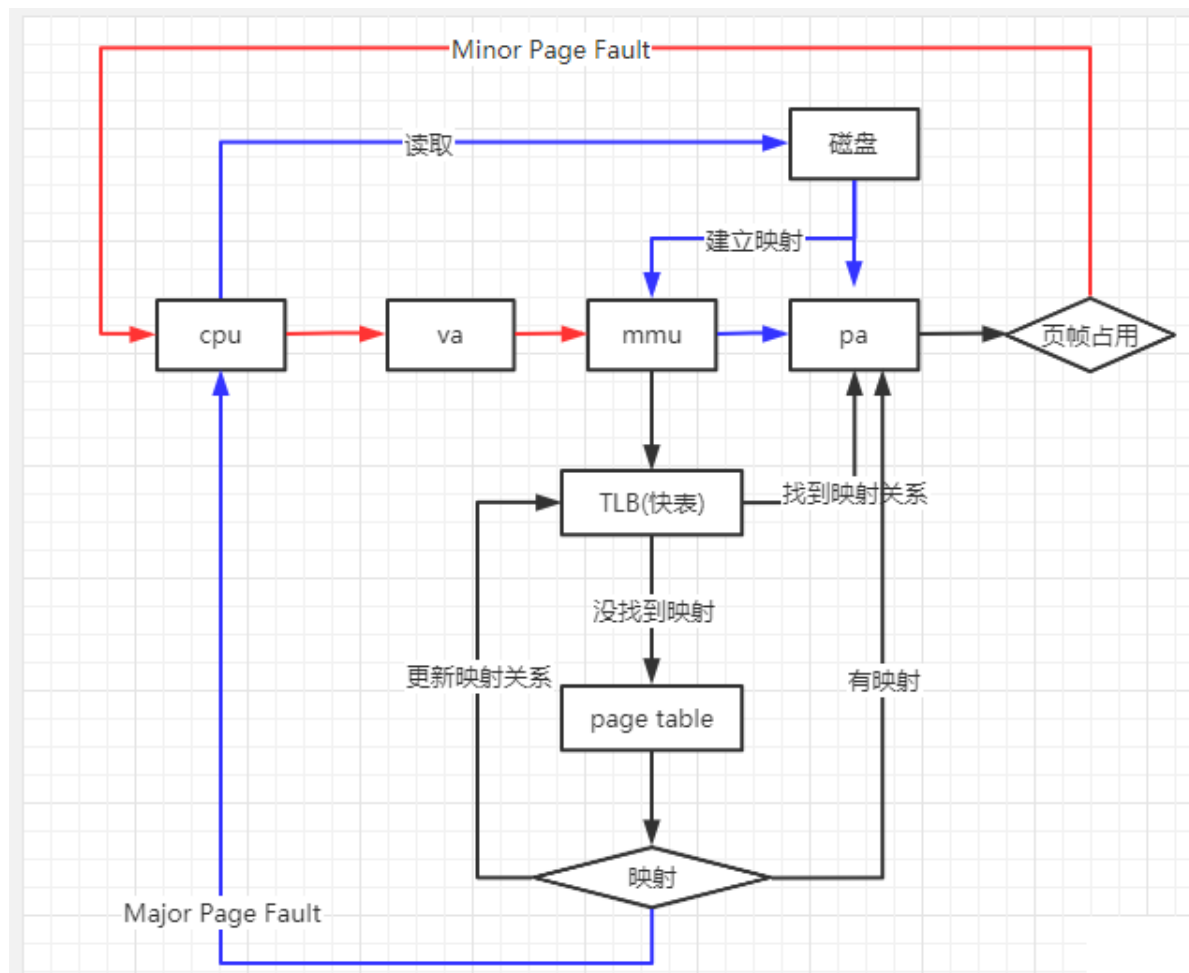 Minor Page Fault
读取
磁盘
建立映射
cpu
va
mmu
pa
页帧占用
TLB(快表)
找到映射关系
没找到映射
更新映射关系
有映射
page table
映射
Major Page Fault